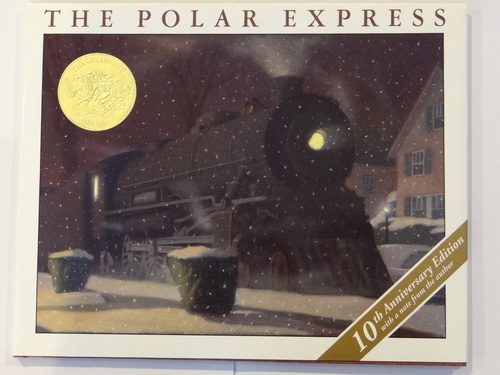 THE POLAR EXPRESS
10th Anniversary Edition
with a note from the author